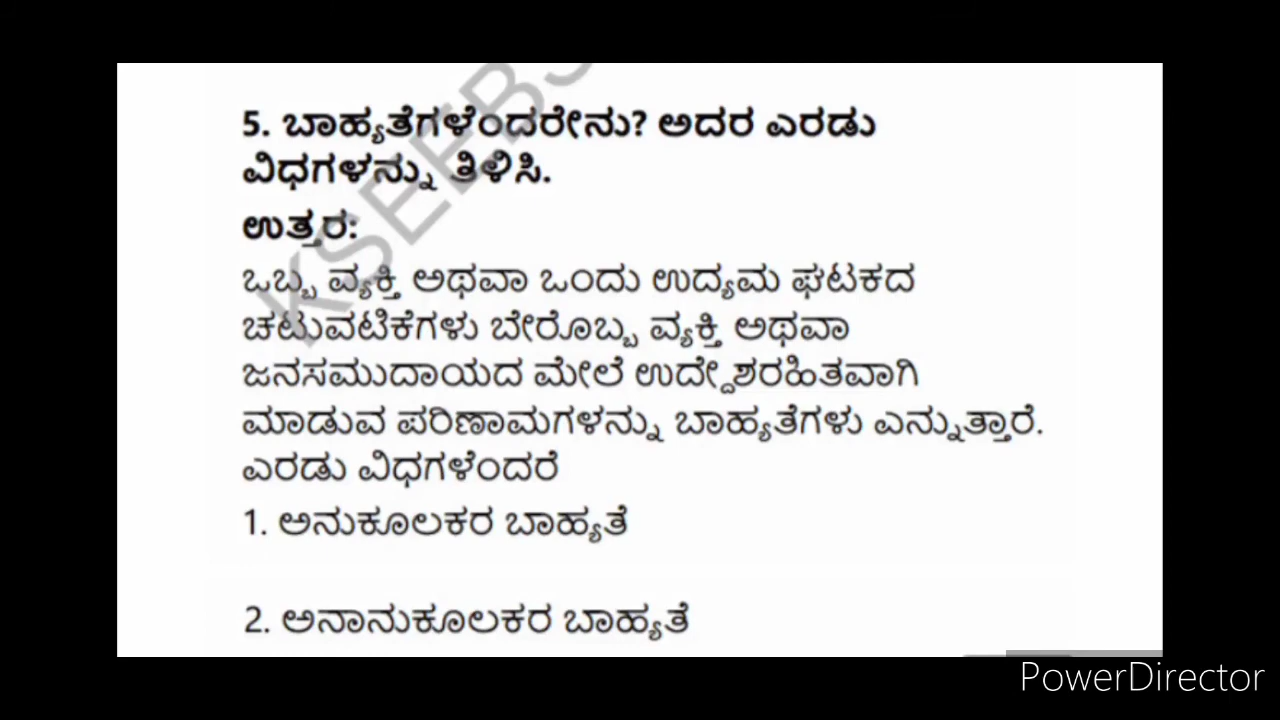 5. ಬಾಹ್ಯತೆಗಳೆಂದರೇನು? ಅದರ ಎರಡು
ವಿಧಗಳನ್ನು ತಿಳಿಸಿ.
ಉತ್ತರ:
ಒಬ್ಬ ವ್ಯಕ್ತಿ ಅಥವಾ ಒಂದು ಉದ್ಯಮ ಘಟಕದ
ಚಟುವಟಿಕೆಗಳು ಬೇರೊಬ್ಬ ವ್ಯಕ್ತಿ ಅಥವಾ
ಜನಸಮುದಾಯದ ಮೇಲೆ ಉದ್ದೇಶರಹಿತವಾಗಿ
ಮಾಡುವ ಪರಿಣಾಮಗಳನ್ನು ಬಾಹ್ಯತೆಗಳು ಎನ್ನುತ್ತಾರೆ.
ಎರಡು ವಿಧಗಳೆಂದರೆ
1. ಅನುಕೂಲಕರ ಬಾಹ್ಯತೆ
2. ಅನಾನುಕೂಲಕರ ಬಾಹ್ಯತೆ
PowerDirector